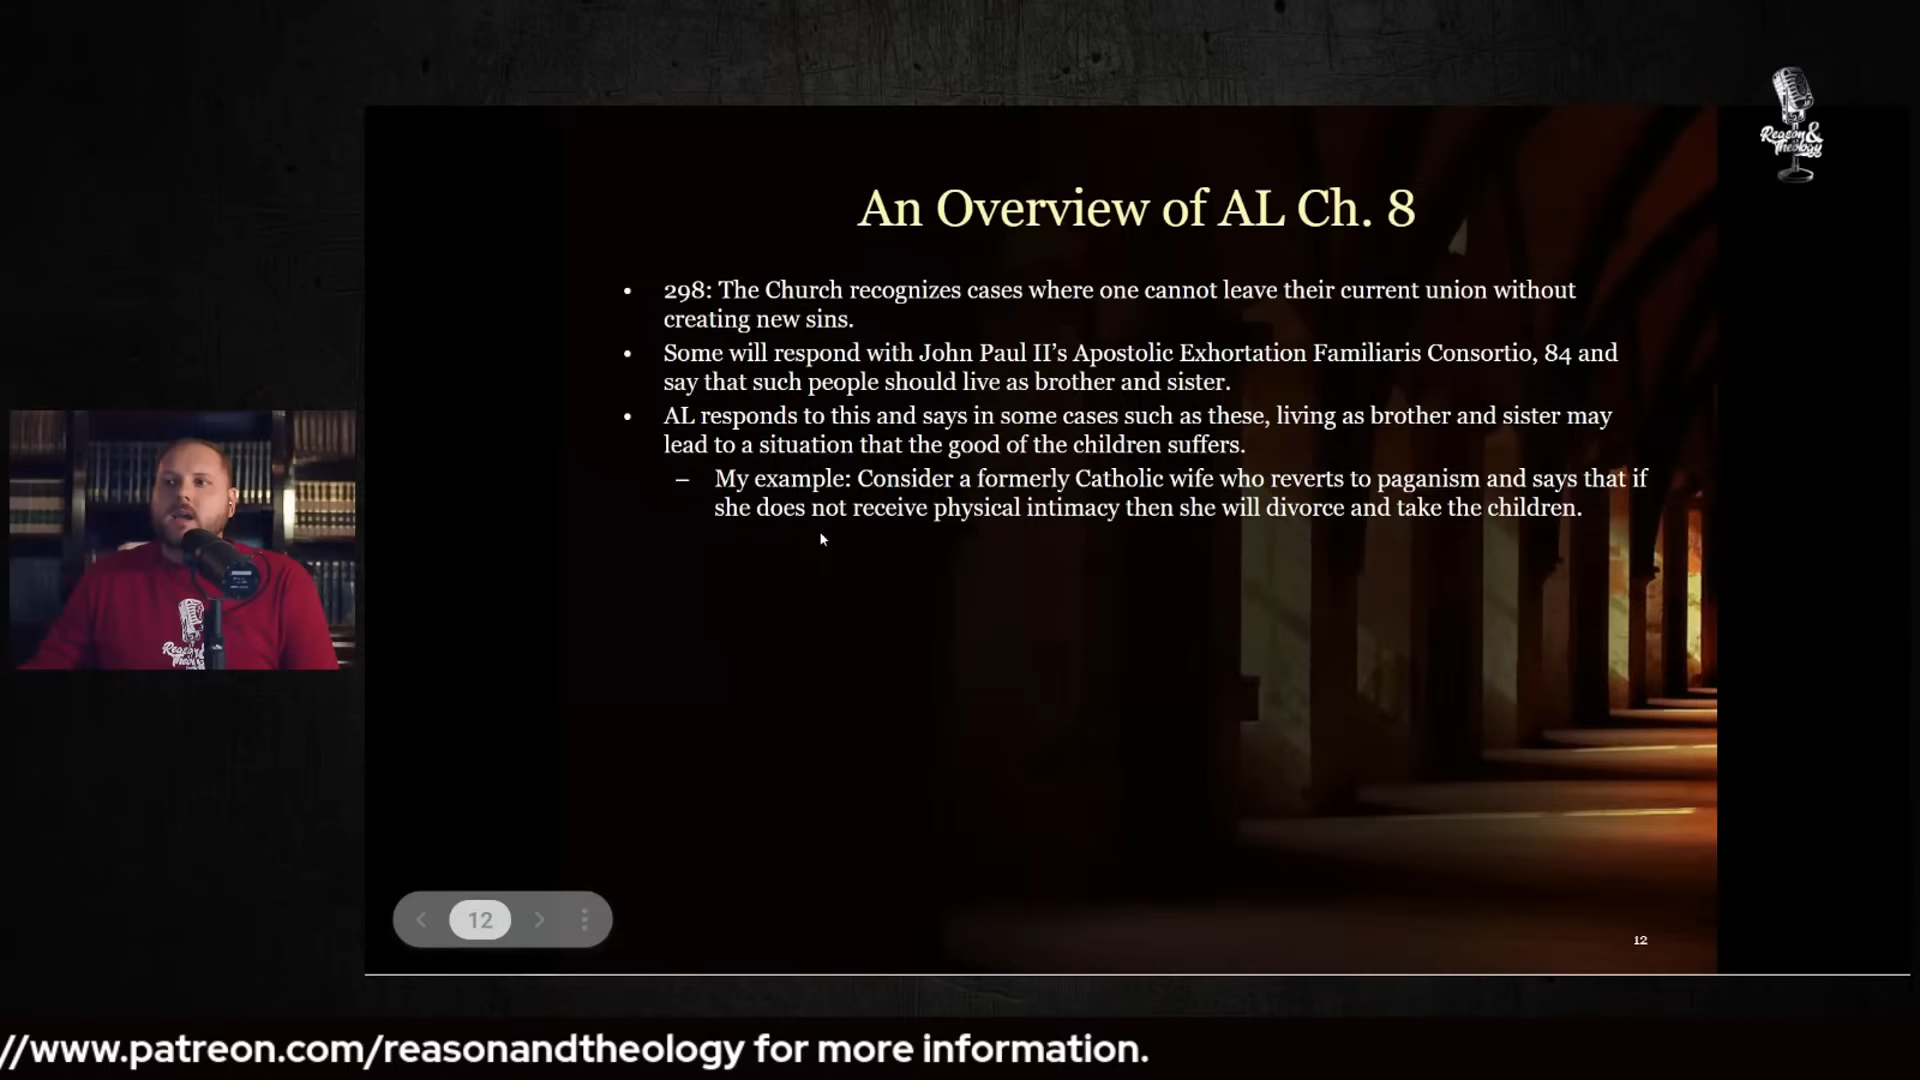 Reason &
Theology
An Overview of AL Ch. 8
• 298: The Church recognizes cases where one cannot leave their current union without
creating new sins.
• Some will respond with John Paul II’s Apostolic Exhortation Familiaris Consortio, 84 and
say that such people should live as brother and sister.
• AL responds to this and says in some cases such as these, living as brother and sister may
lead to a situation that the good of the children suffers.
– My example: Consider a formerly Catholic wife who reverts to paganism and says that if
she does not receive physical intimacy then she will divorce and take the children.
12
12
//www.patreon.com/reasonandtheology for more information.